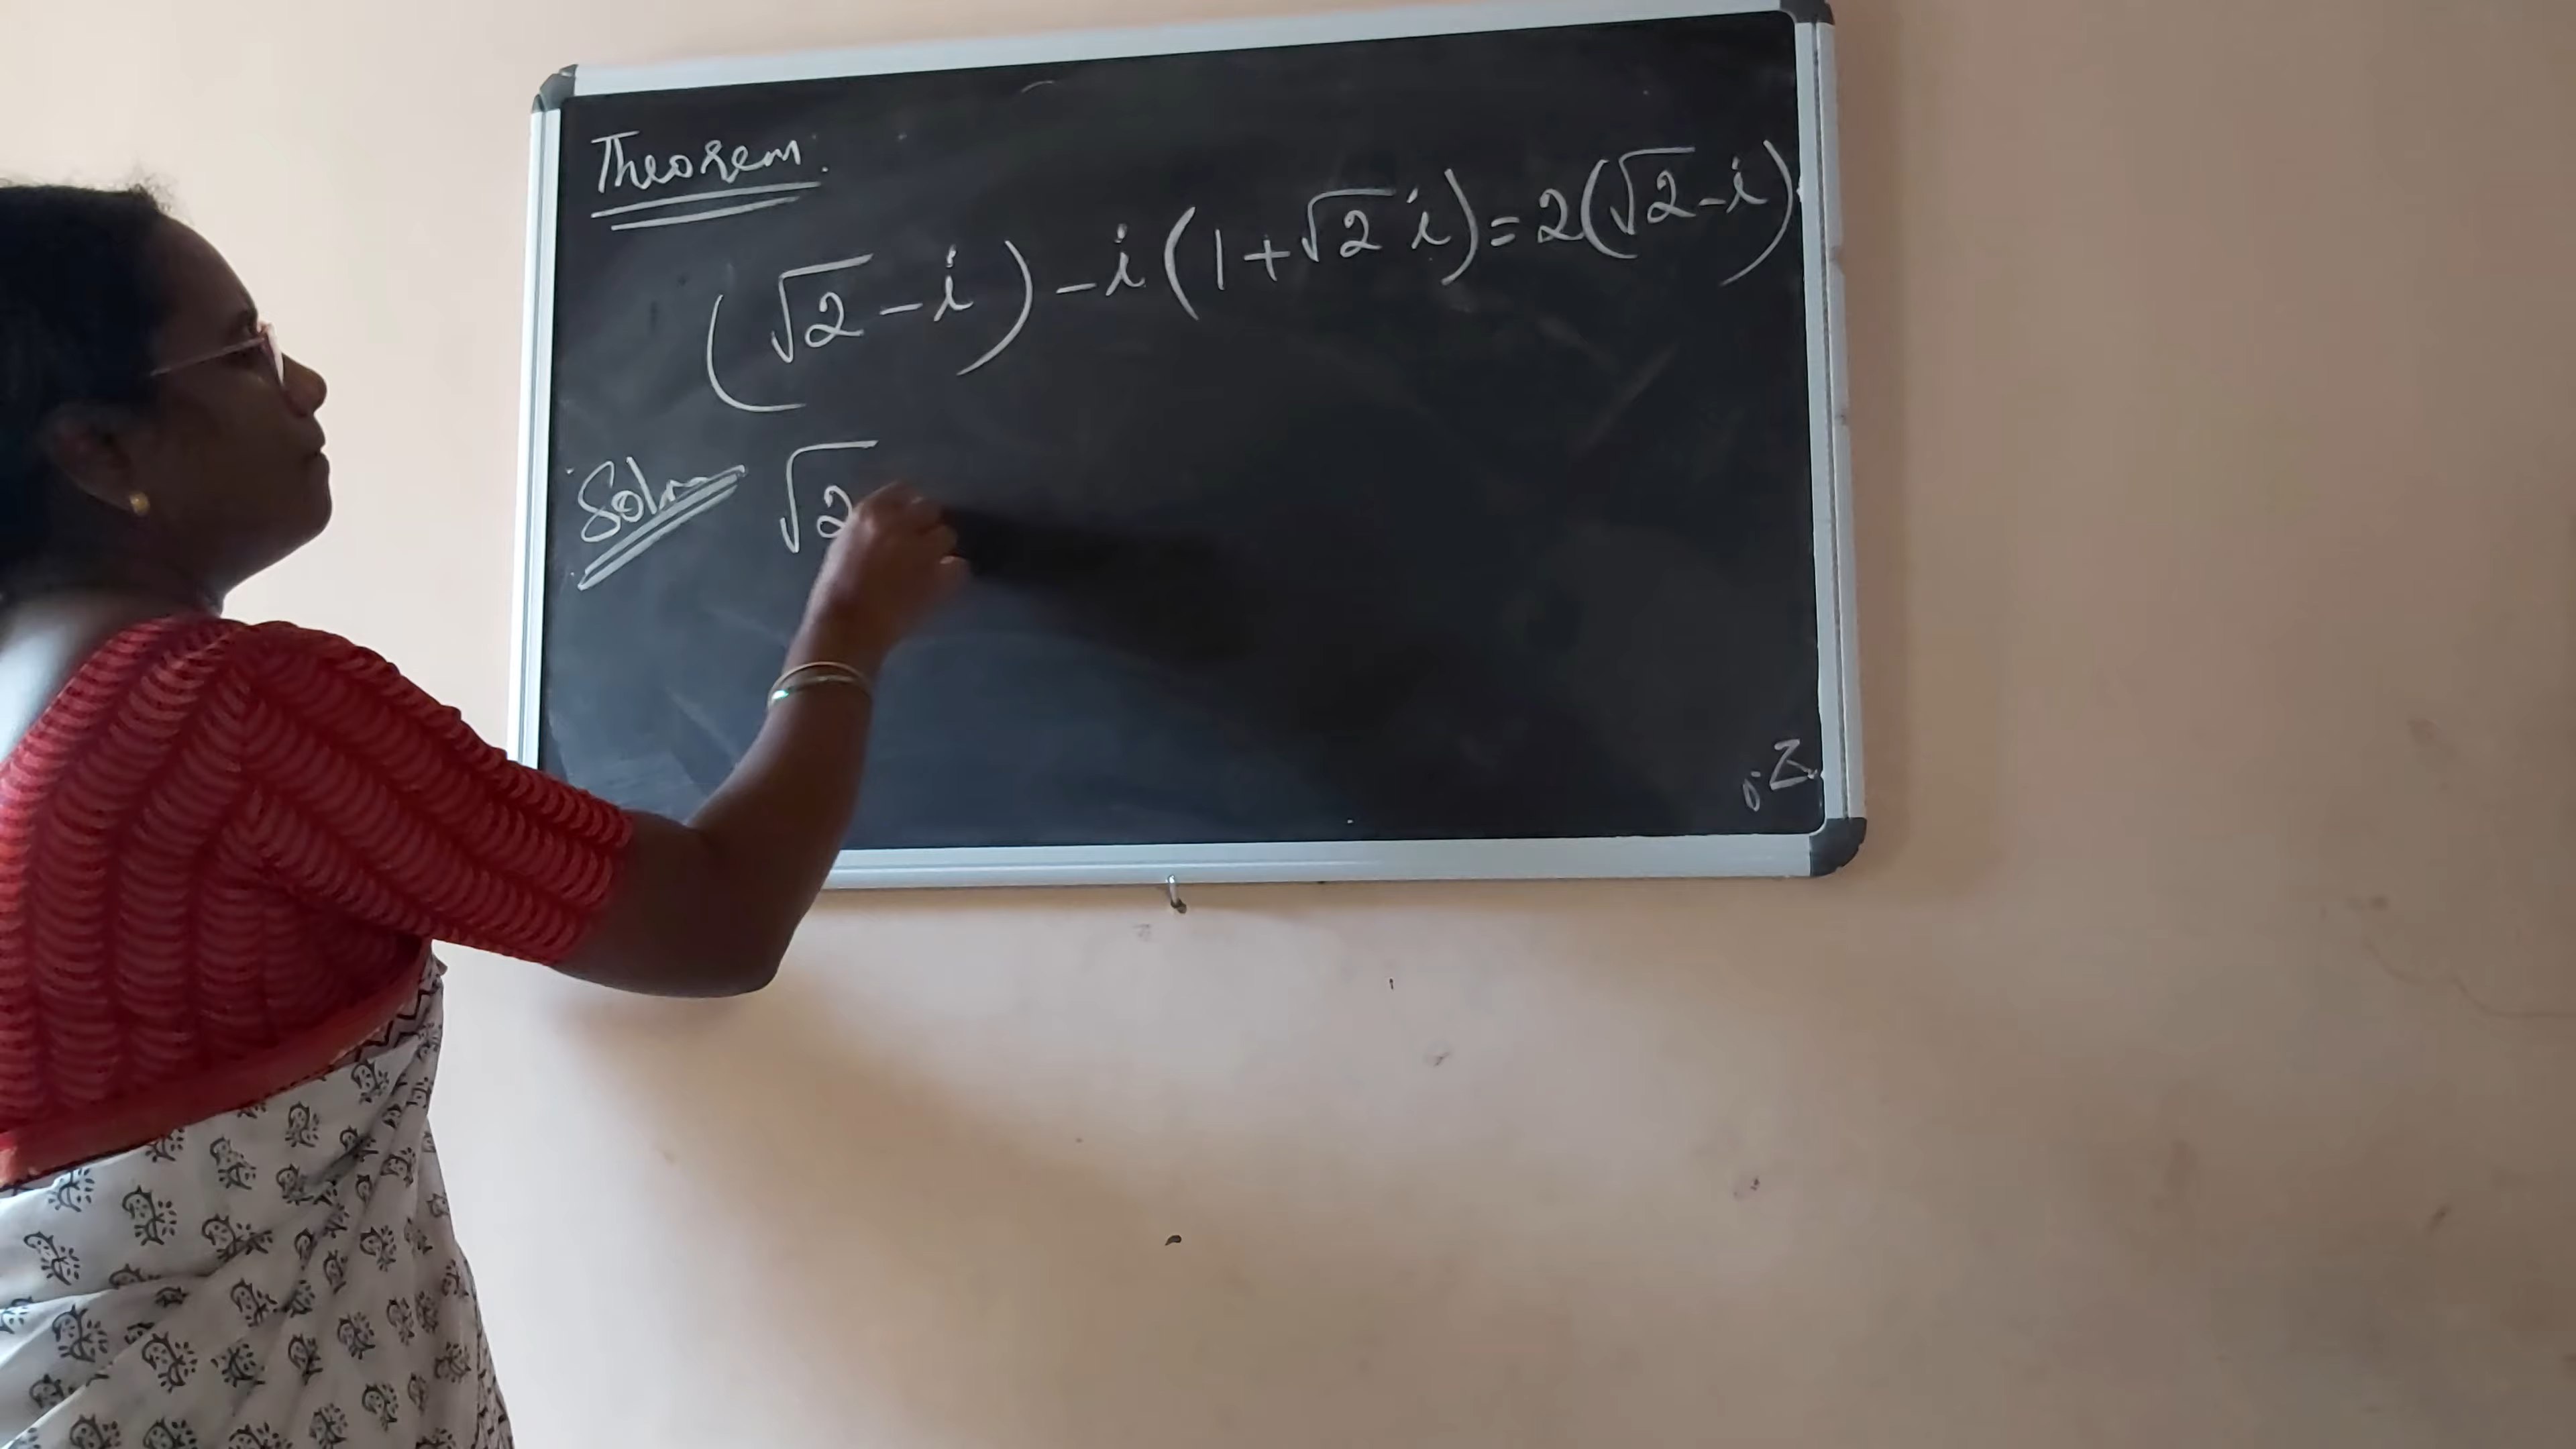 Theorem.
(√2 - i) - i (1 + √2 i) = 2(√2 - i)
Soln √2